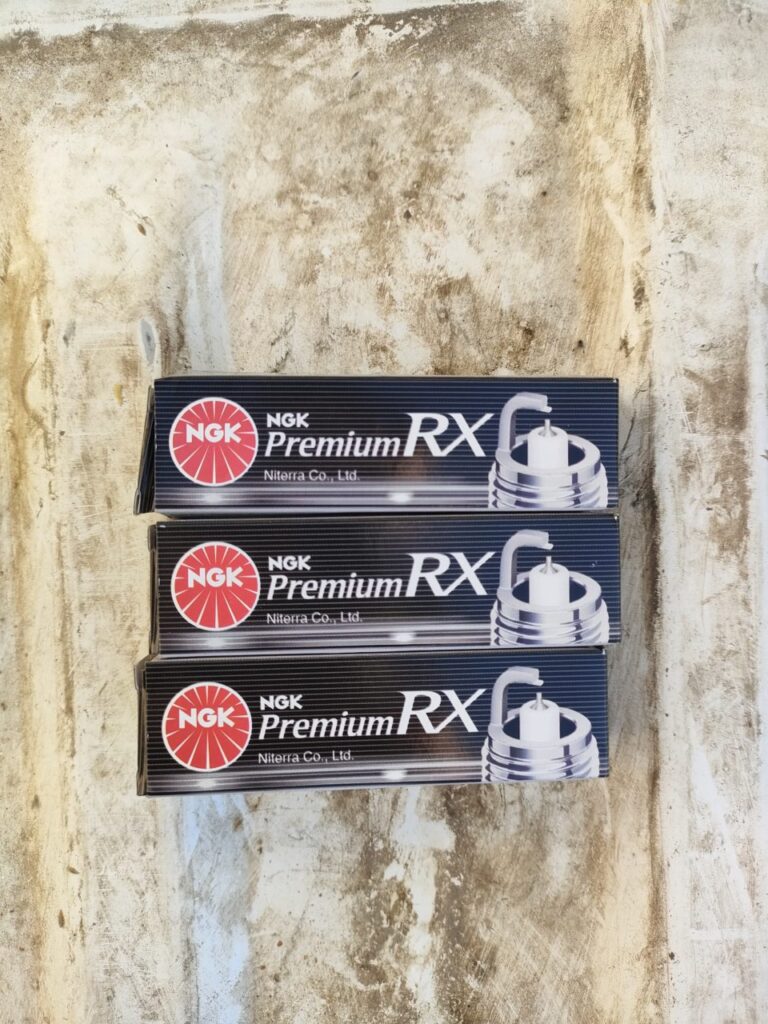 NGK
NGK
Premium RX
Niterra Co., Ltd.
NGK
NGK
Premium RX
Niterra Co., Ltd.
NGK
NGK
Premium RX
Niterra Co., Ltd.